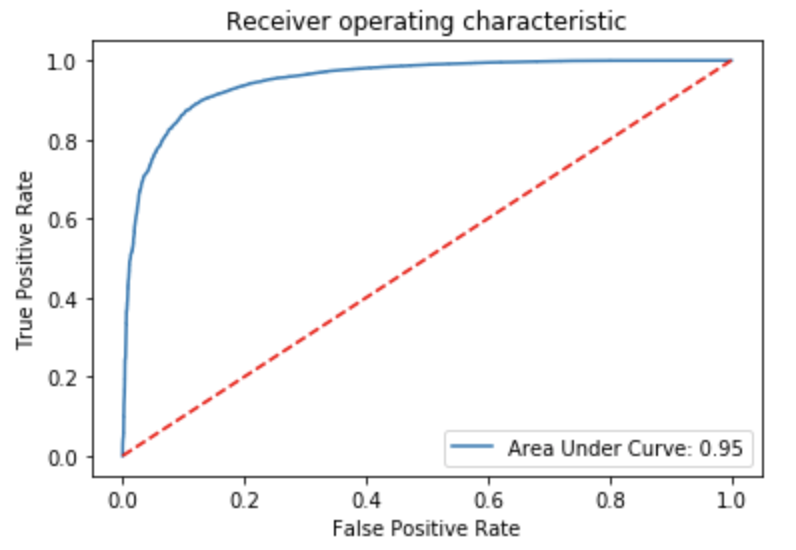 Receiver operating characteristic
1.0
0.8
0.6
0.4
0.2
0.0
True Positive Rate
Area Under Curve: 0.95
0.0 0.2 0.4 0.6 0.8 1.0
False Positive Rate